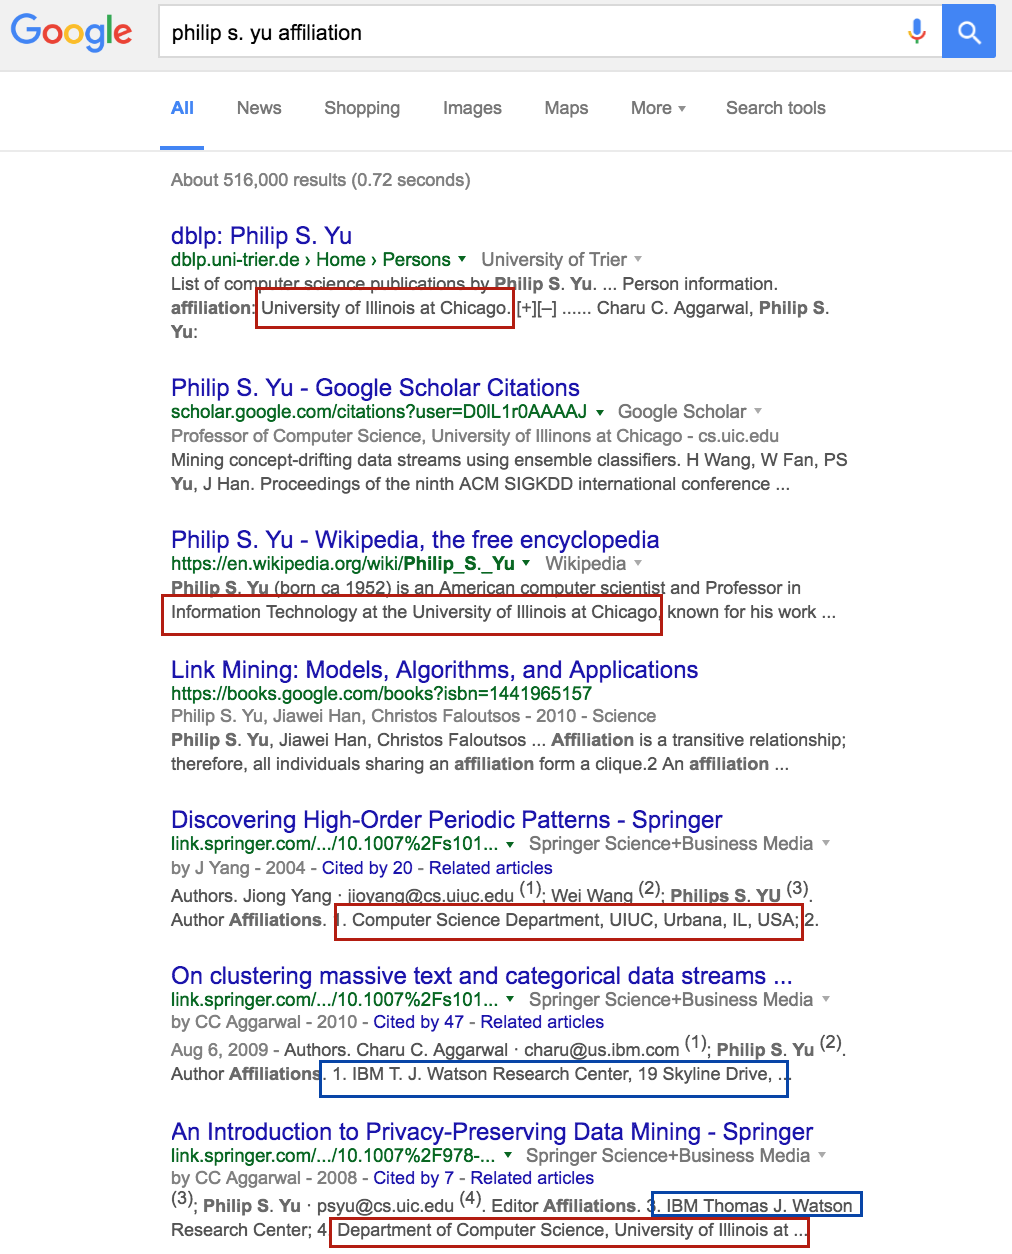 Google
philip s. yu affiliation
All News Shopping Images Maps More Search tools
About 516,000 results (0.72 seconds)
dblp: Philip S. Yu
dblp.uni-trier.de › Home › Persons University of Trier
List of computer science publications by Philip S. Yu. ... Person information.
affiliation: University of Illinois at Chicago. [+][–] ...... Charu C. Aggarwal, Philip S.
Yu:
Philip S. Yu - Google Scholar Citations
scholar.google.com/citations?user=D0lL1r0AAAAJ Google Scholar
Professor of Computer Science, University of Illinons at Chicago - cs.uic.edu
Mining concept-drifting data streams using ensemble classifiers. H Wang, W Fan, PS
Yu, J Han. Proceedings of the ninth ACM SIGKDD international conference ...
Philip S. Yu - Wikipedia, the free encyclopedia
https://en.wikipedia.org/wiki/Philip_S._Yu Wikipedia
Philip S. Yu (born ca 1952) is an American computer scientist and Professor in
Information Technology at the University of Illinois at Chicago, known for his work ...
Link Mining: Models, Algorithms, and Applications
https://books.google.com/books?isbn=1441965157
Philip S. Yu, Jiawei Han, Christos Faloutsos - 2010 - Science
Philip S. Yu, Jiawei Han, Christos Faloutsos ... Affiliation is a transitive relationship;
therefore, all individuals sharing an affiliation form a clique.2 An affiliation ...
Discovering High-Order Periodic Patterns - Springer
link.springer.com/.../10.1007%2Fs101... Springer Science+Business Media
by J Yang - 2004 - Cited by 20 - Related articles
Authors. Jiong Yang · jioyang@cs.uiuc.edu (1); Wei Wang (2); Philips S. YU (3).
Author Affiliations. 1. Computer Science Department, UIUC, Urbana, IL, USA; 2.
On clustering massive text and categorical data streams ...
link.springer.com/.../10.1007%2Fs101... Springer Science+Business Media
by CC Aggarwal - 2010 - Cited by 47 - Related articles
Aug 6, 2009 - Authors. Charu C. Aggarwal · charu@us.ibm.com (1); Philip S. Yu (2).
Author Affiliations. 1. IBM T. J. Watson Research Center, 19 Skyline Drive, ...
An Introduction to Privacy-Preserving Data Mining - Springer
link.springer.com/.../10.1007%2F978-... Springer Science+Business Media
by CC Aggarwal - 2008 - Cited by 7 - Related articles
(3); Philip S. Yu · psyu@cs.uic.edu (4). Editor Affiliations. 3. IBM Thomas J. Watson
Research Center; 4. Department of Computer Science, University of Illinois at ...